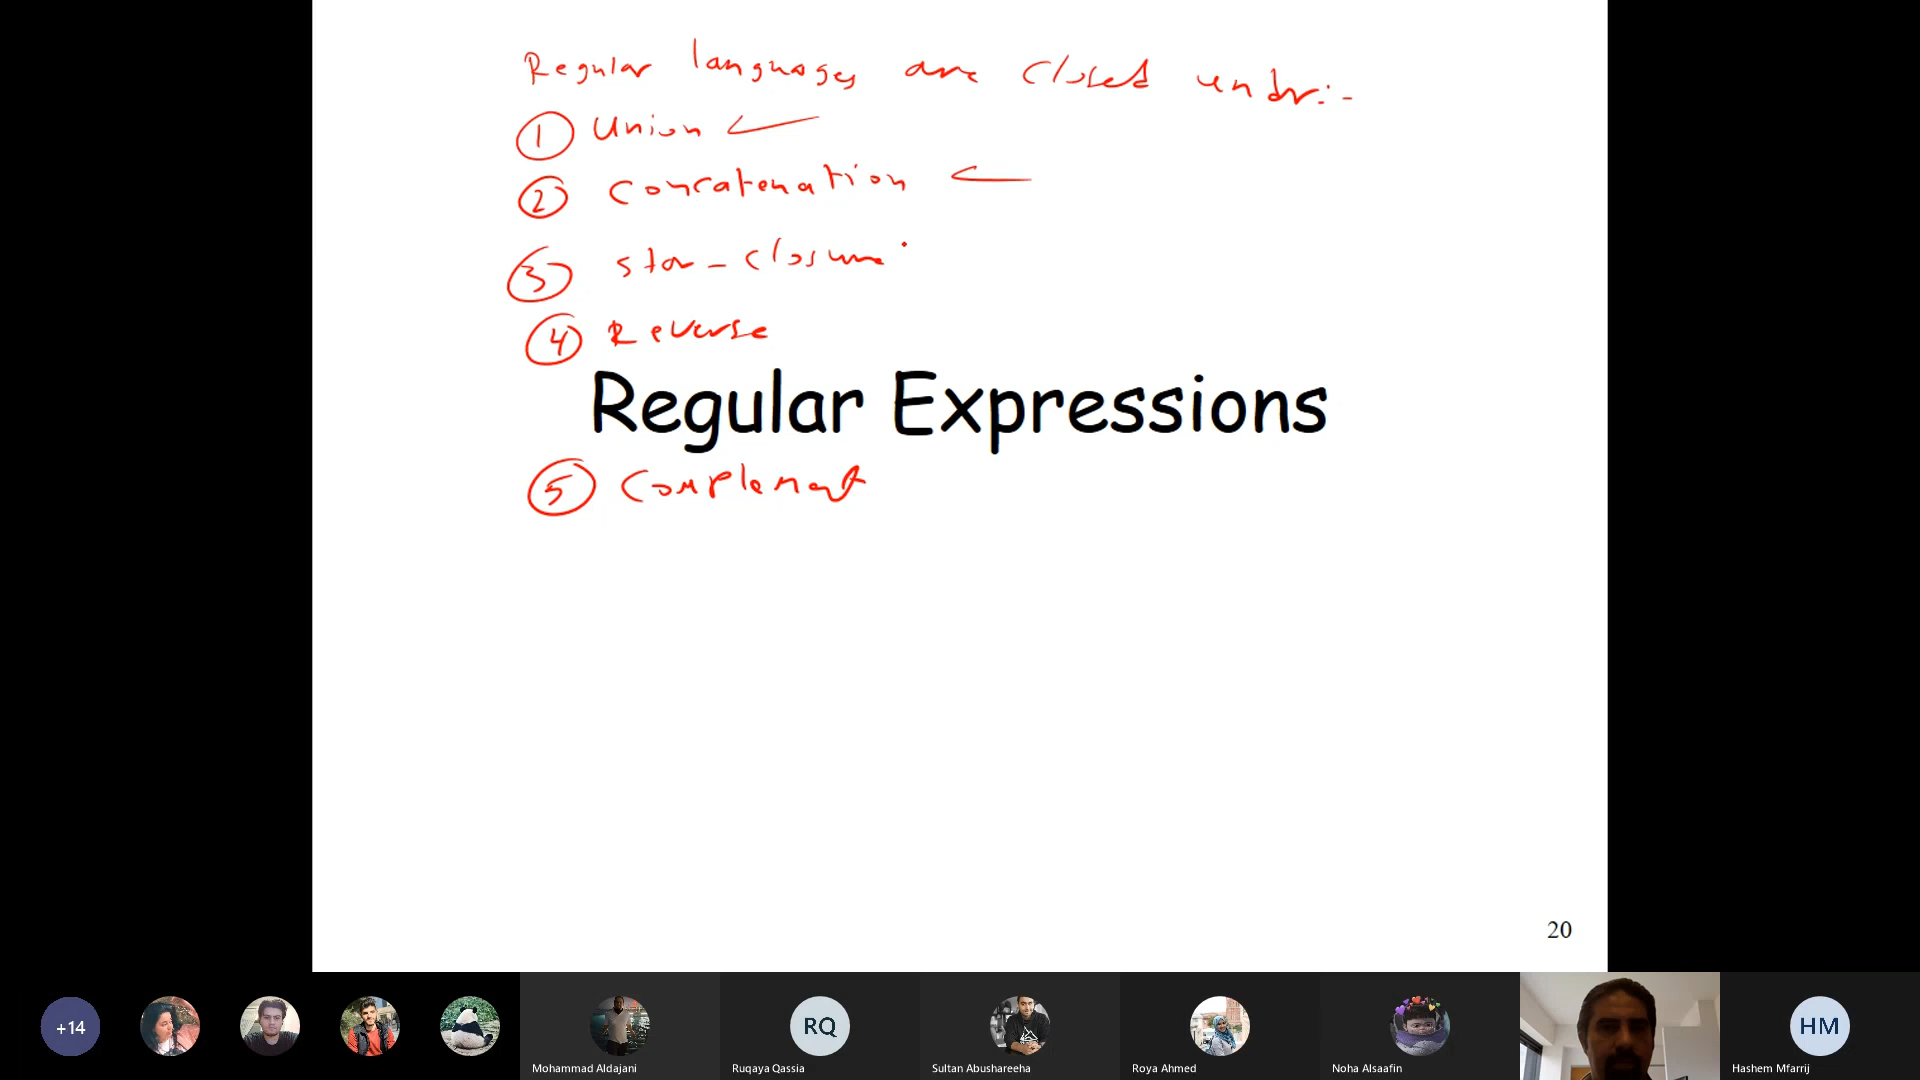 Regular languages are closed under:-
① Union
② Concatenation
③ star-closure
④ Reverse
Regular Expressions
⑤ Complement
20
+14
RQ
HM
Mohammad Aldajani
Ruqaya Qassia
Sultan Abushareeha
Roya Ahmed
Noha Alsaafin
Hashem Mfarrij